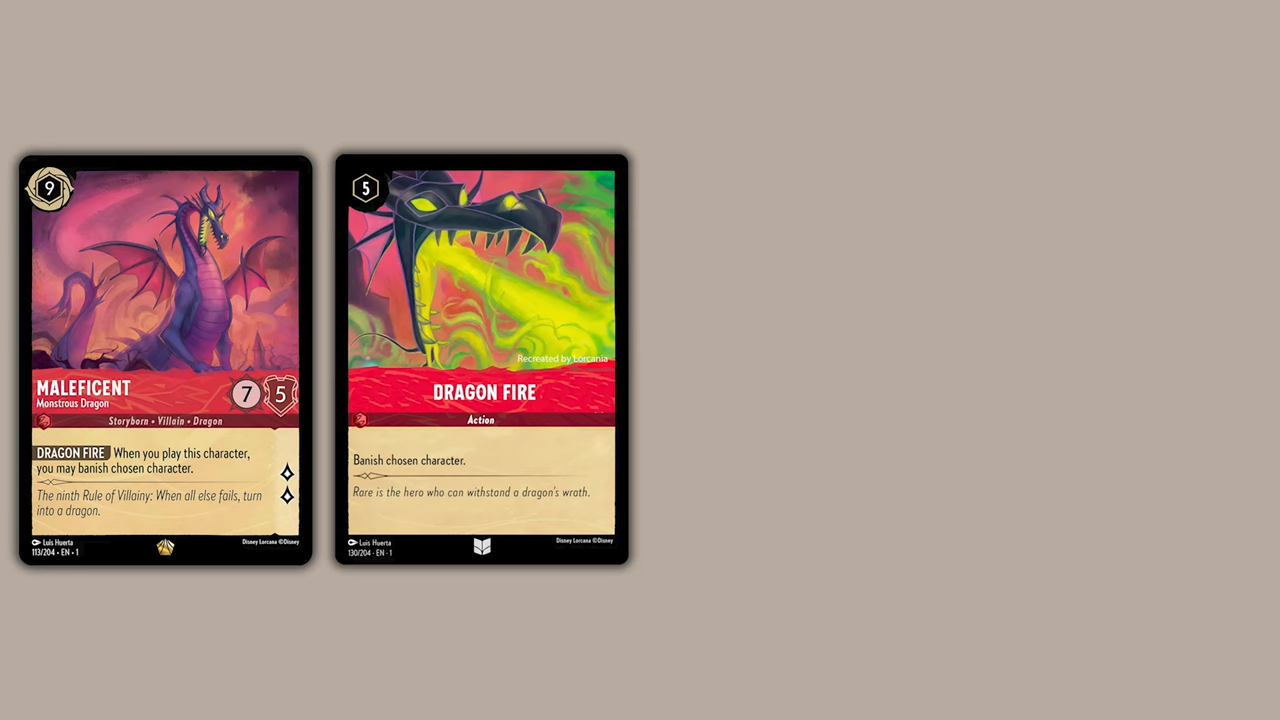 9
MALEFICENT
Monstrous Dragon
7
5
Storyborn • Villain • Dragon
DRAGON FIRE When you play this character,
you may banish chosen character.
The ninth Rule of Villainy: When all else fails, turn
into a dragon.
Luis Huerta
Disney Lorcana ©Disney
113/204 • EN • 1
5
Recreated by Lorcania
DRAGON FIRE
Action
Banish chosen character.
Rare is the hero who can withstand a dragon's wrath.
Luis Huerta
Disney Lorcana ©Disney
130/204 · EN · 1